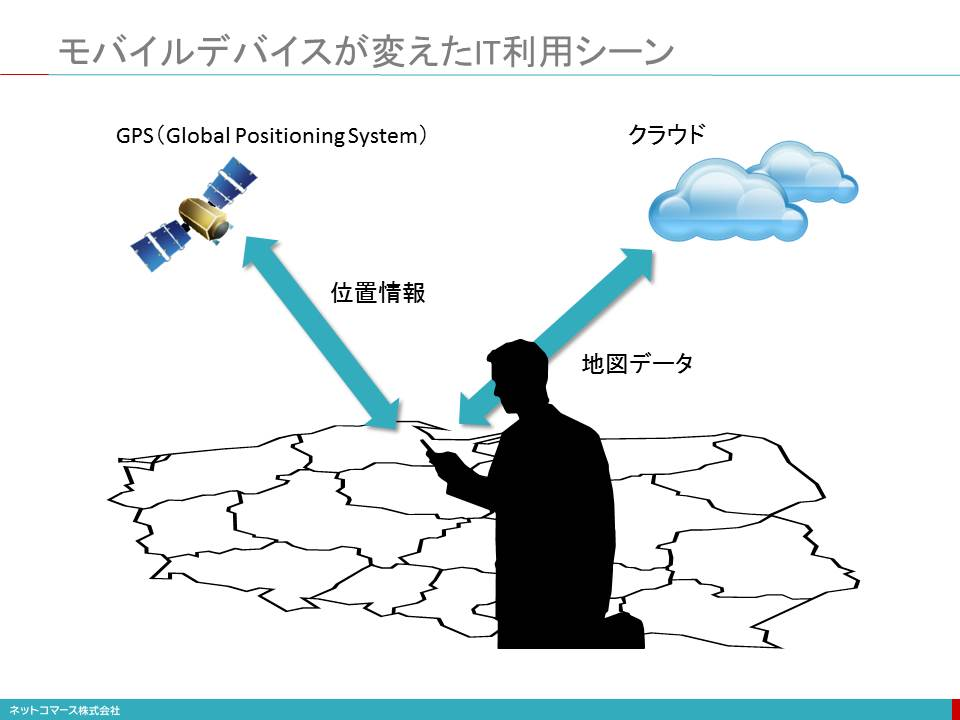 モバイルデバイスが変えたIT利用シーン
GPS（Global Positioning System）
クラウド
位置情報
地図データ
ネットコマース株式会社